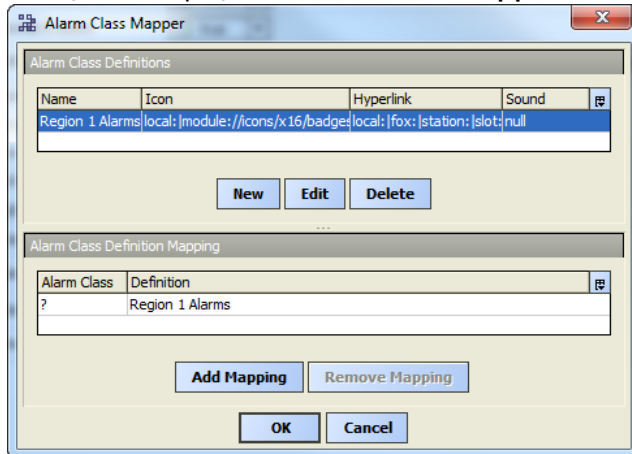 Alarm Class Mapper
Alarm Class Definitions
Name Icon Hyperlink Sound
Region 1 Alarms local:|module://icons/x16/badges local:|fox:|station:|slot: null
New Edit Delete
Alarm Class Definition Mapping
Alarm Class Definition
? Region 1 Alarms
Add Mapping Remove Mapping
OK Cancel